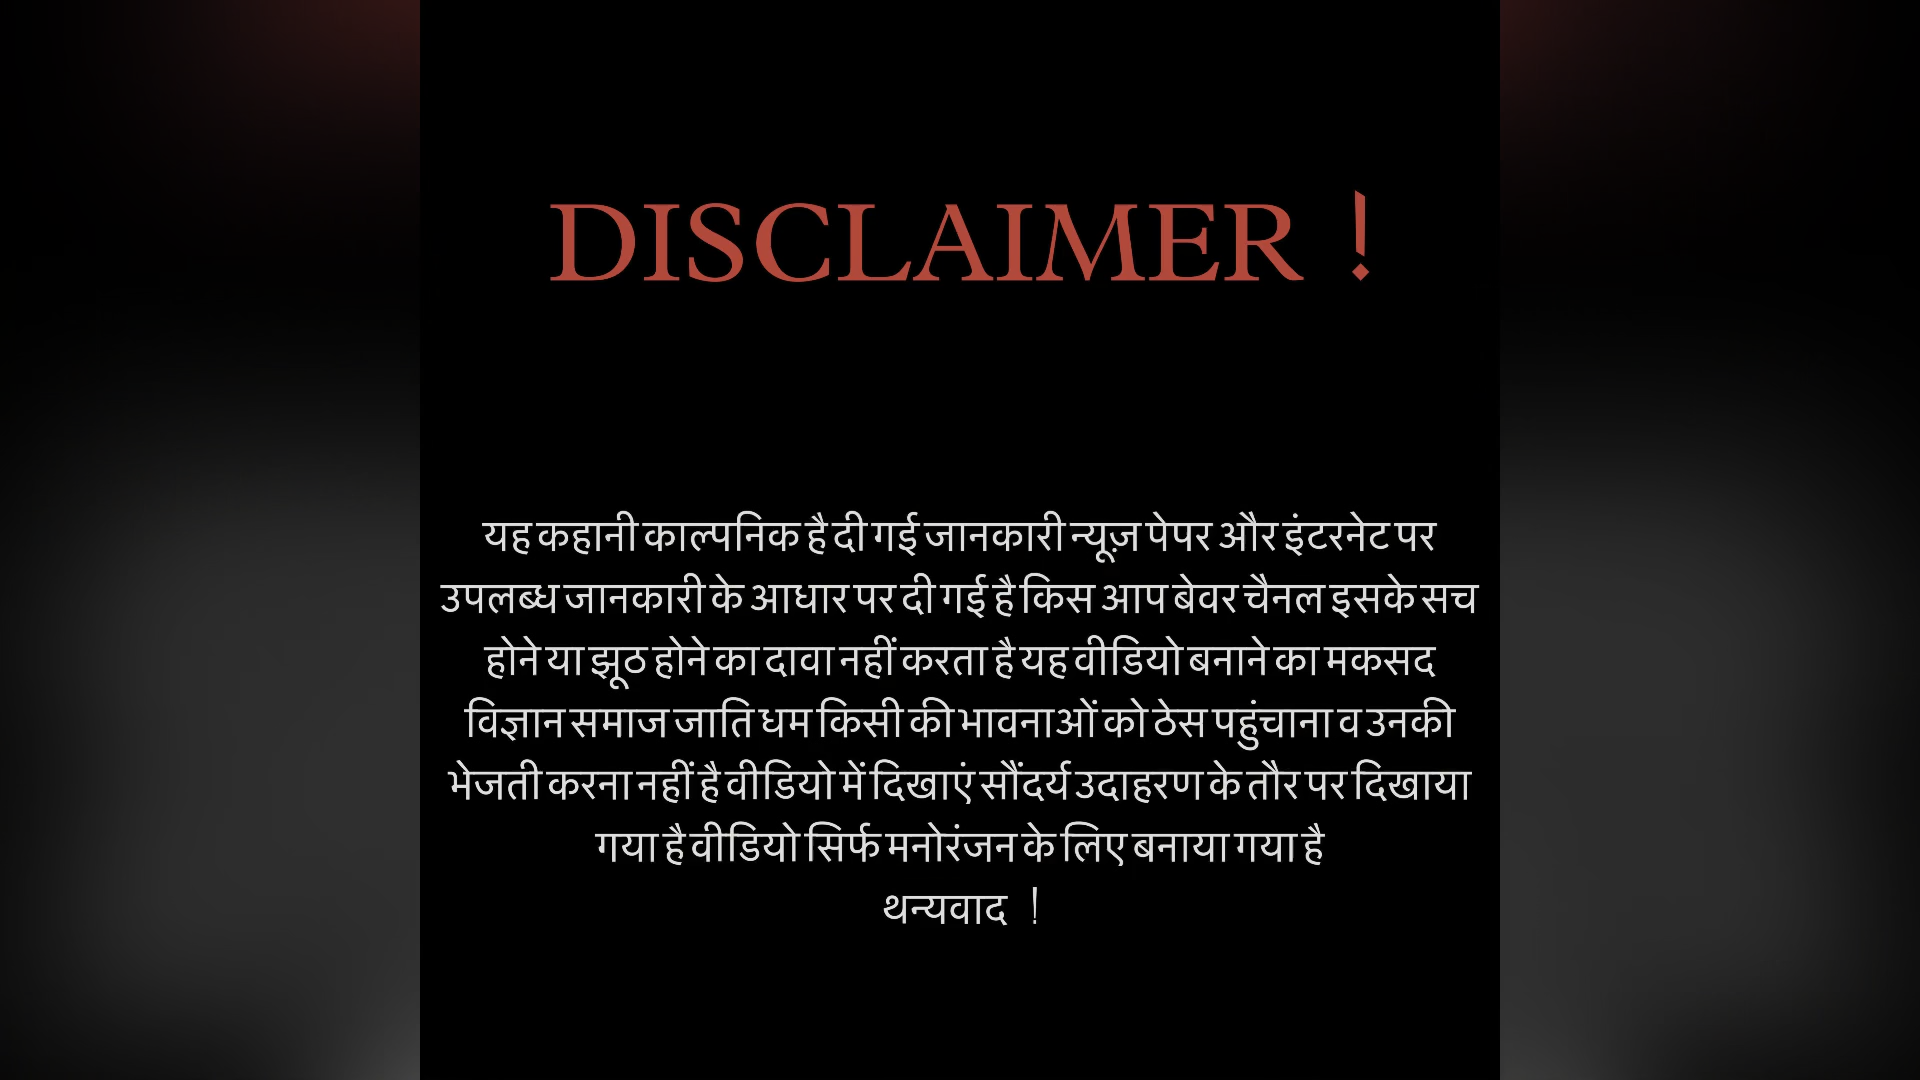 DISCLAIMER !
यह कहानी काल्पनिक है दी गई जानकारी न्यूज़ पेपर और इंटरनेट पर
उपलब्ध जानकारी के आधार पर दी गई है किस आप बेवर चैनल इसके सच
होने या झूठ होने का दावा नहीं करता है यह वीडियो बनाने का मकसद
विज्ञान समाज जाति धम किसी की भावनाओं को ठेस पहुंचाना व उनकी
भेजती करना नहीं है वीडियो में दिखाएं सौंदर्य उदाहरण के तौर पर दिखाया
गया है वीडियो सिर्फ मनोरंजन के लिए बनाया गया है
थन्यवाद !